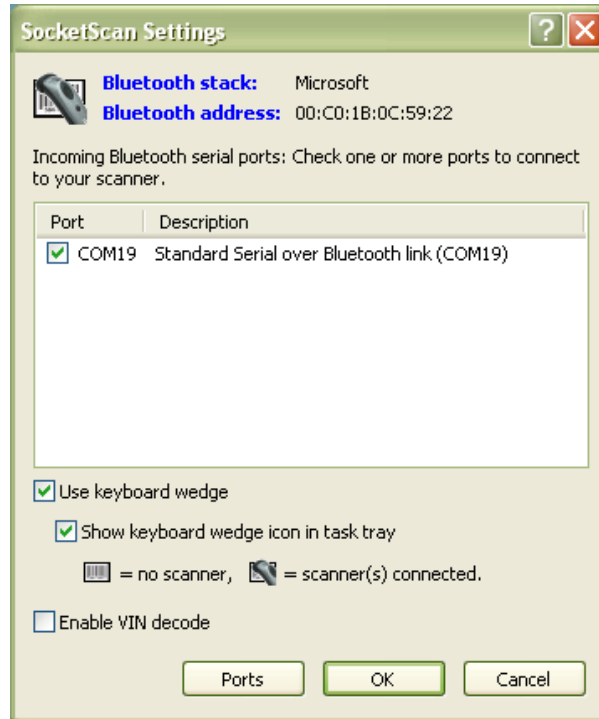 SocketScan Settings
Bluetooth stack: Microsoft
Bluetooth address: 00:C0:1B:0C:59:22
Incoming Bluetooth serial ports: Check one or more ports to connect
to your scanner.
Port Description
COM19 Standard Serial over Bluetooth link (COM19)
Use keyboard wedge
Show keyboard wedge icon in task tray
= no scanner, = scanner(s) connected.
Enable VIN decode
Ports OK Cancel